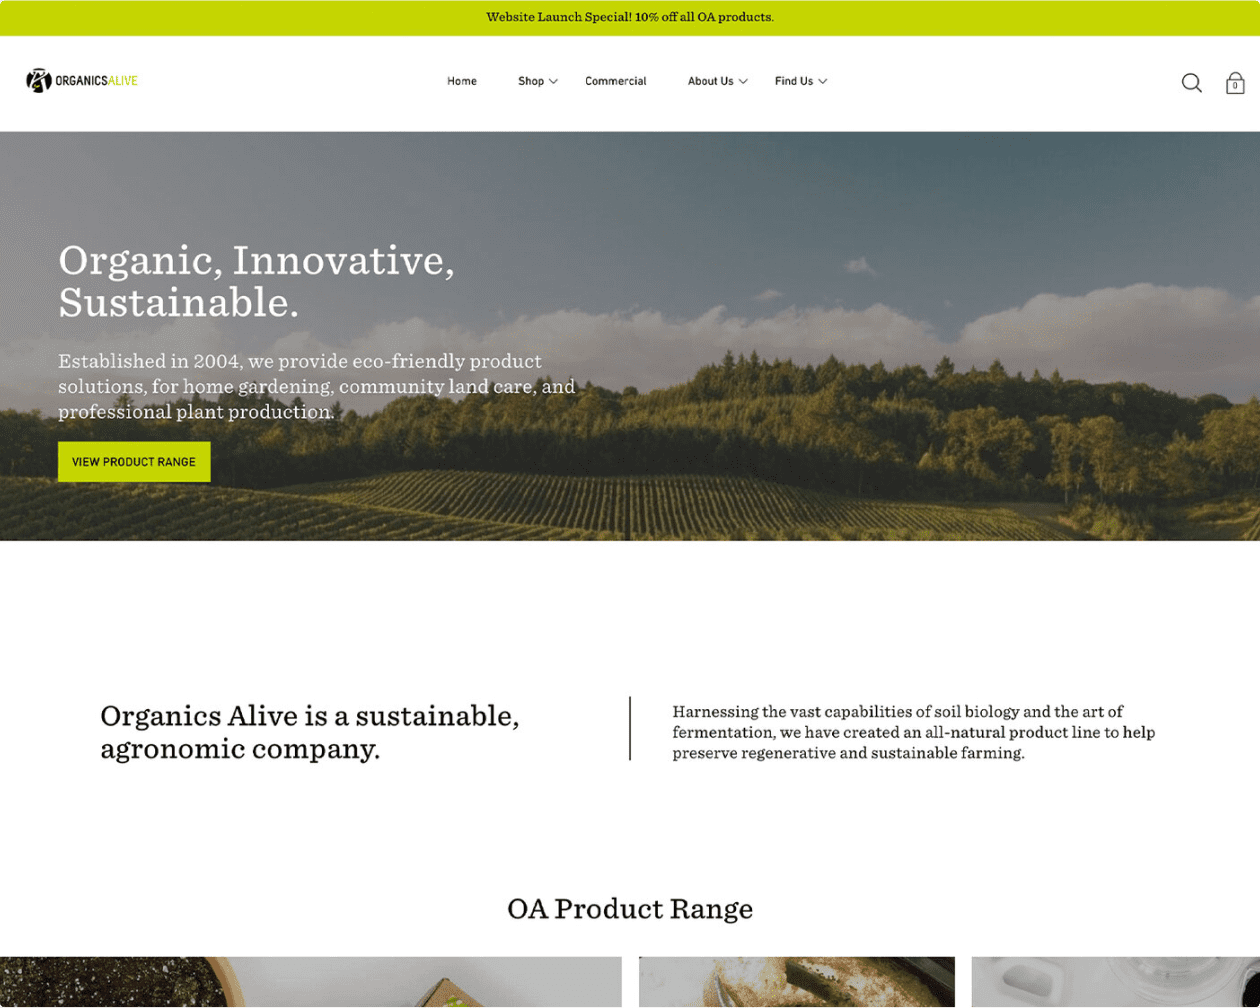 Website Launch Special! 10% off all OA products.
ORGANICSALIVE
Home Shop Commercial About Us Find Us
0
Organic, Innovative,
Sustainable.
Established in 2004, we provide eco-friendly product
solutions, for home gardening, community land care, and
professional plant production.
VIEW PRODUCT RANGE
Organics Alive is a sustainable,
agronomic company.
Harnessing the vast capabilities of soil biology and the art of
fermentation, we have created an all-natural product line to help
preserve regenerative and sustainable farming.
OA Product Range